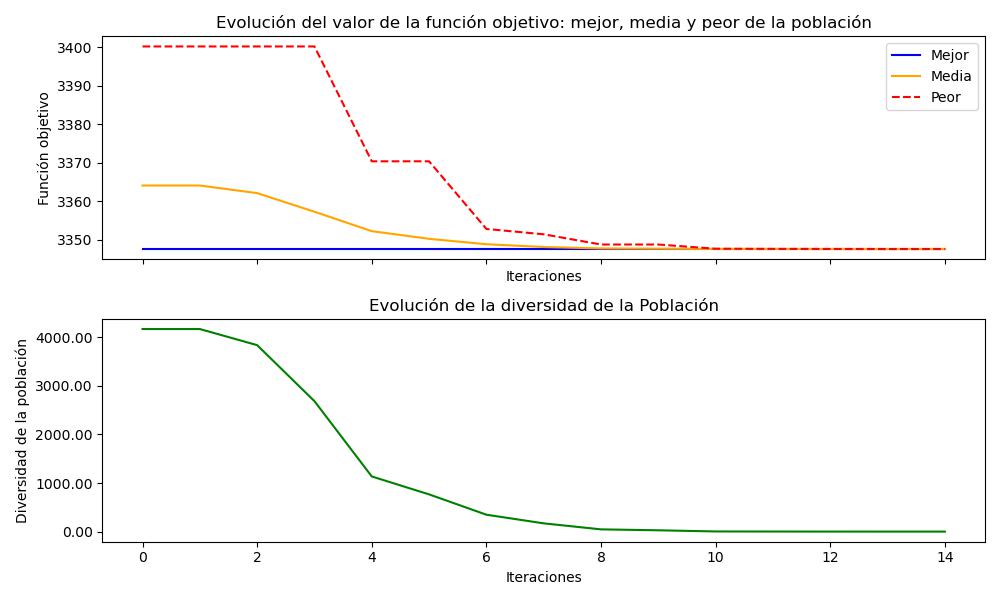 Evolución del valor de la función objetivo: mejor, media y peor de la población
Función objetivo
3400
3390
3380
3370
3360
3350
Mejor
Media
Peor
Iteraciones
Evolución de la diversidad de la Población
Diversidad de la población
4000.00
3000.00
2000.00
1000.00
0.00
0 2 4 6 8 10 12 14
Iteraciones